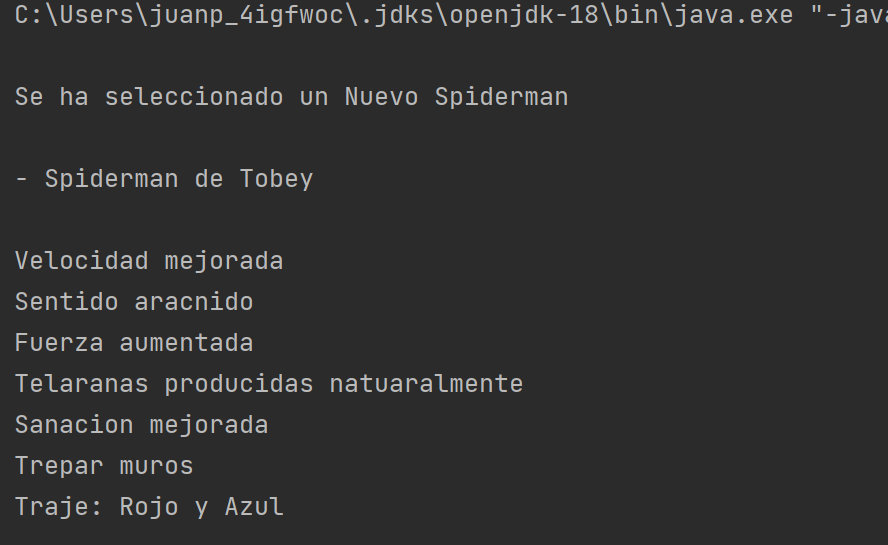 C:\Users\juanp_4igfwoc\.jdks\openjdk-18\bin\java.exe "-java
Se ha seleccionado un Nuevo Spiderman
- Spiderman de Tobey
Velocidad mejorada
Sentido aracnido
Fuerza aumentada
Telaranas producidas natuaralmente
Sanacion mejorada
Trepar muros
Traje: Rojo y Azul